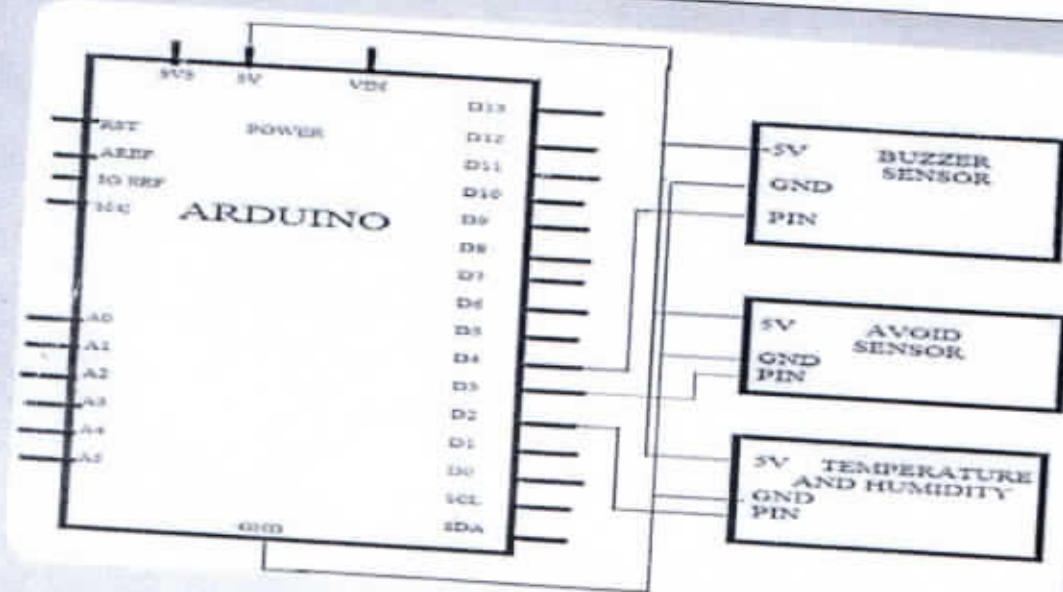 5V
VIN
POWER
RST
AREF
IO REF
N/C
ARDUINO
A0
A1
A2
A3
A4
A5
D13
D12
D11
D10
D9
D8
D7
D6
D5
D4
D3
D2
D1
D0
SCL
SDA
GND
5V
GND
PIN
BUZZER
SENSOR
5V
GND
PIN
AVOID
SENSOR
5V
GND
PIN
TEMPERATURE
AND HUMIDITY